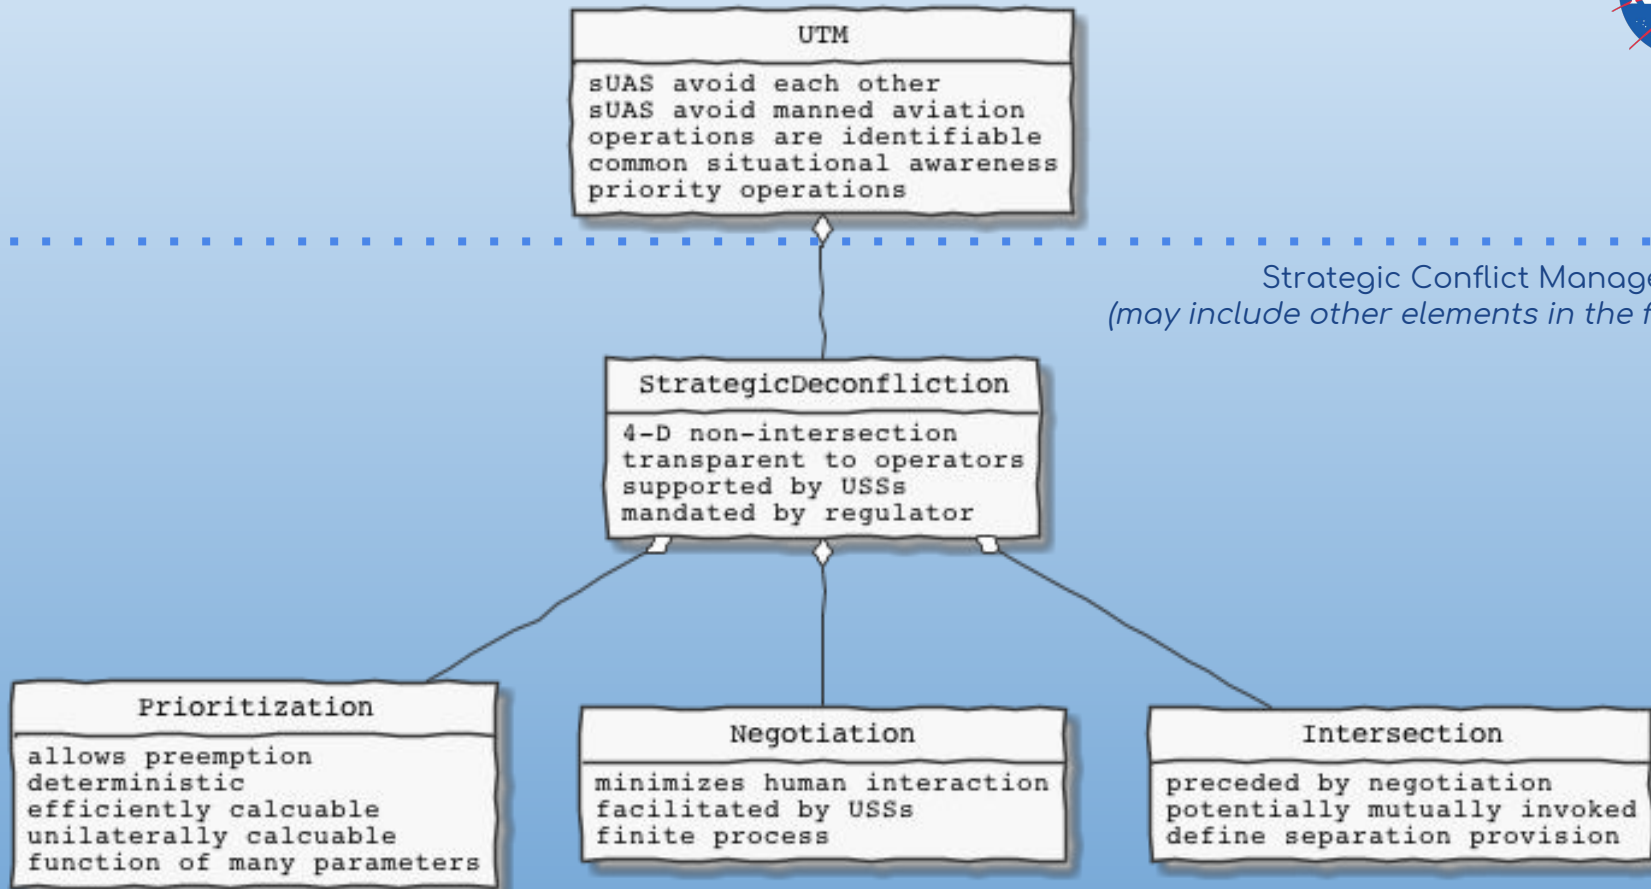 UTM
sUAS avoid each other
sUAS avoid manned aviation
operations are identifiable
common situational awareness
priority operations
Strategic Conflict Manage
(may include other elements in the f
StrategicDeconfliction
4-D non-intersection
transparent to operators
supported by USSs
mandated by regulator
Prioritization
allows preemption
deterministic
efficiently calcuable
unilaterally calcuable
function of many parameters
Negotiation
minimizes human interaction
facilitated by USSs
finite process
Intersection
preceded by negotiation
potentially mutually invoked
define separation provision